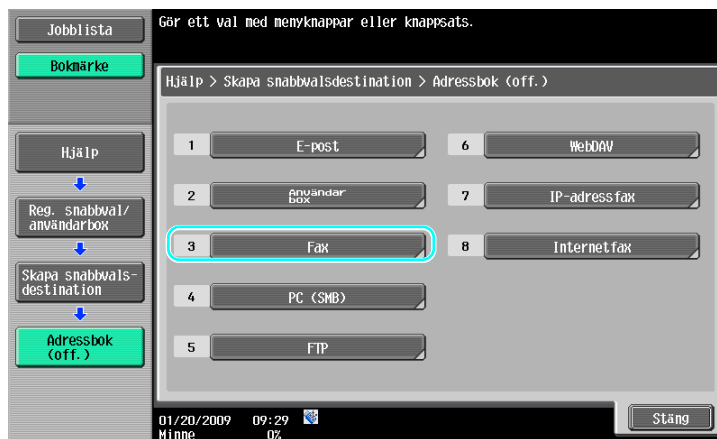 Jobblista
Gör ett val med menyknappar eller knappsats.
Bokmärke
Hjälp > Skapa snabbvalsdestination > Adressbok (off.)
Hjälp
Reg. snabbval/
användarbox
Skapa snabbvals-
destination
Adressbok
(off.)
1 E-post
2 Användar
box
3 Fax
4 PC (SMB)
5 FTP
6 WebDAV
7 IP-adressfax
8 Internetfax
01/20/2009 09:29
Minne 0%
Stäng